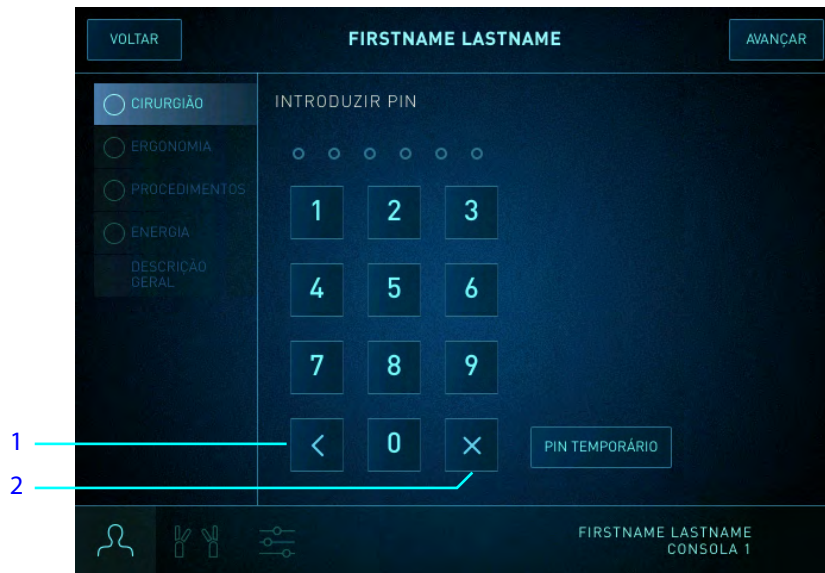 VOLTAR
FIRSTNAME LASTNAME
AVANÇAR
CIRURGIÃO
ERGONOMIA
PROCEDIMENTOS
ENERGIA
DESCRIÇÃO
GERAL
INTRODUZIR PIN
1 2 3
4 5 6
7 8 9
0
PIN TEMPORÁRIO
1
2
FIRSTNAME LASTNAME
CONSOLA 1